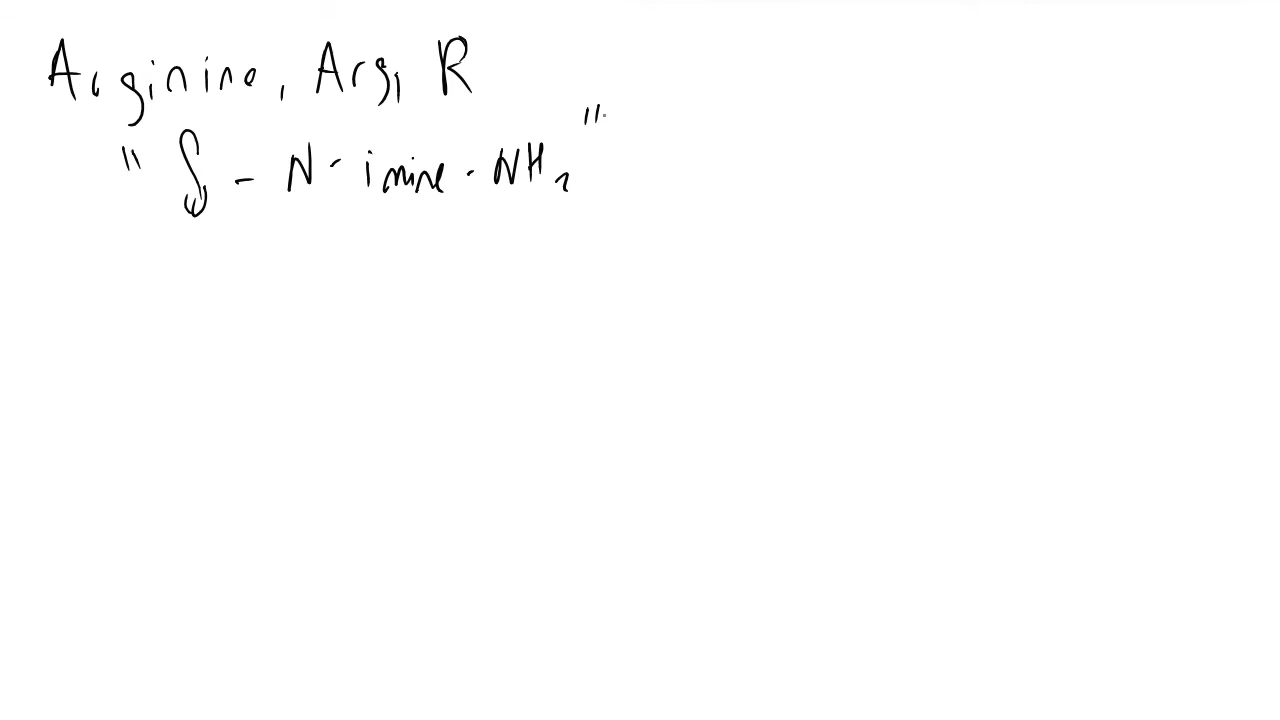 Arginine, Arg, R
" δ - N - imine - NH2 "